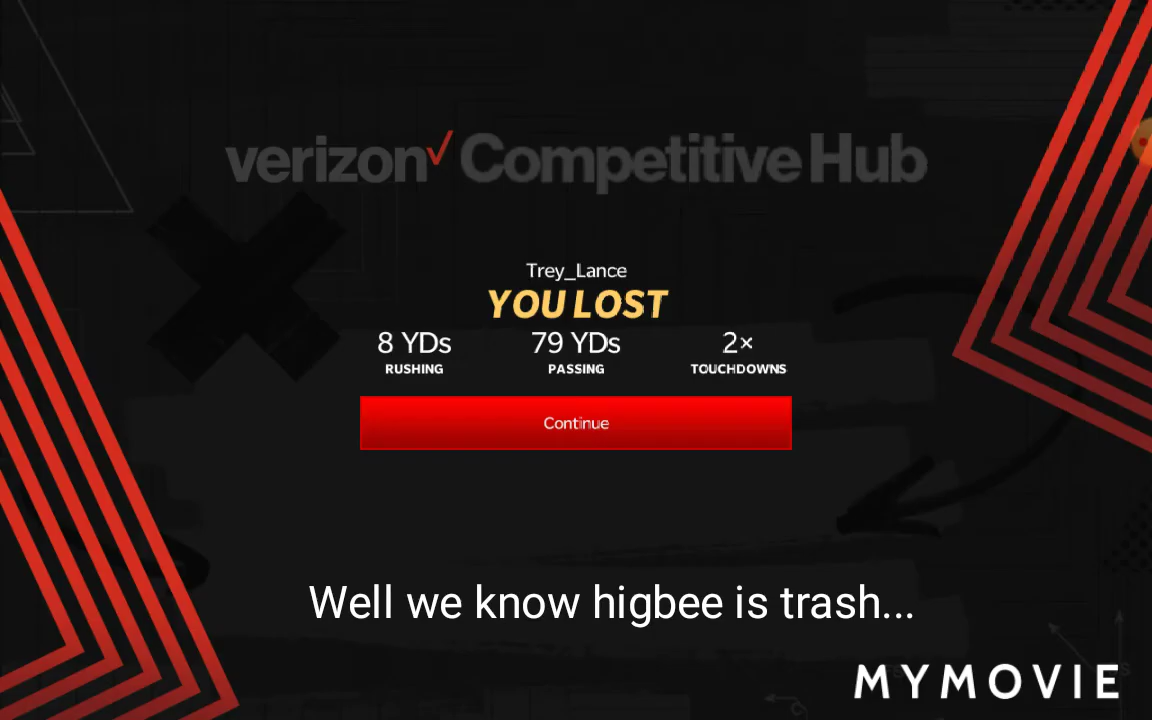 verizon✓ Competitive Hub
Trey_Lance
YOU LOST
8 YDs 79 YDs 2×
RUSHING PASSING TOUCHDOWNS
Continue
Well we know higbee is trash...
MYMOVIE